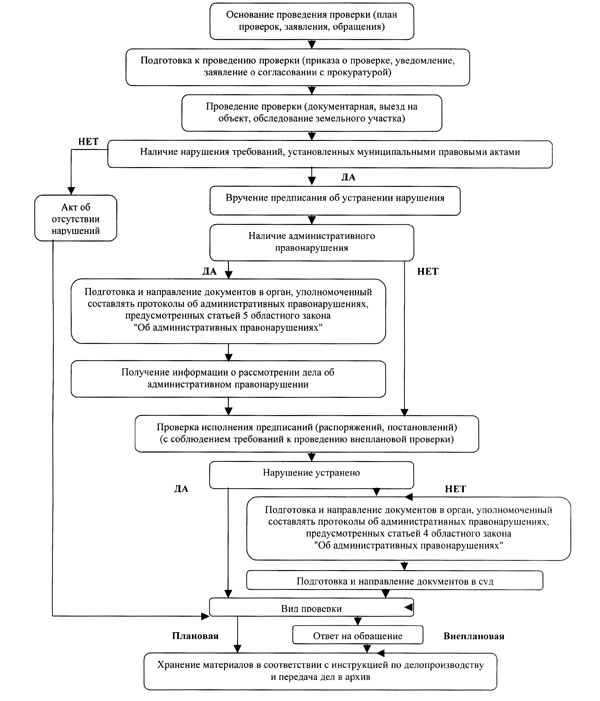 Основание проведения проверки (план
проверок, заявления, обращения)
Подготовка к проведению проверки (приказа о проверке, уведомление,
заявление о согласовании с прокуратурой)
Проведение проверки (документарная, выезд на
объект, обследование земельного участка)
НЕТ
Наличие нарушения требований, установленных муниципальными правовыми актами
ДА
Акт об
отсутствии
нарушений
Вручение предписания об устранении нарушения
Наличие административного
правонарушения
ДА
НЕТ
Подготовка и направление документов в орган, уполномоченный
составлять протоколы об административных правонарушениях,
предусмотренных статьей 5 областного закона
"Об административных правонарушениях"
Получение информации о рассмотрении дела об
административном правонарушении
Проверка исполнения предписаний (распоряжений, постановлений)
(с соблюдением требований к проведению внеплановой проверки)
Нарушение устранено
ДА
НЕТ
Подготовка и направление документов в орган, уполномоченный
составлять протоколы об административных правонарушениях,
предусмотренных статьей 4 областного закона
"Об административных правонарушениях"
Подготовка и направление документов в суд
Вид проверки
Плановая
Ответ на обращение
Внеплановая
Хранение материалов в соответствии с инструкцией по делопроизводству
и передача дел в архив